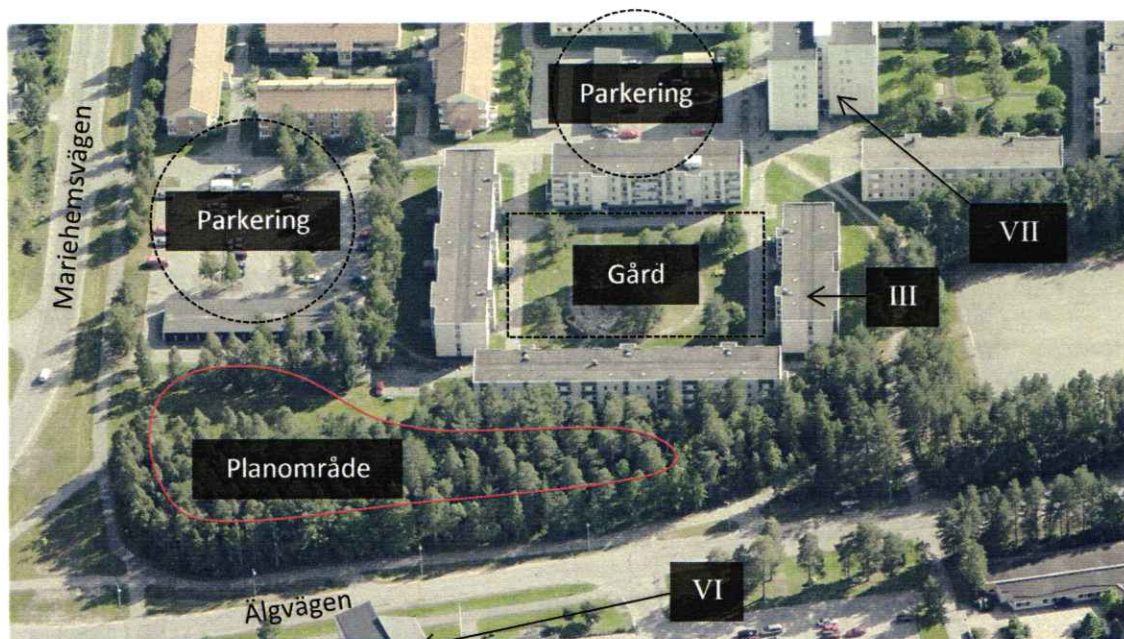 Parkering
Mariehemsvägen
Parkering
VII
Gård
III
Planområde
VI
Älgvägen